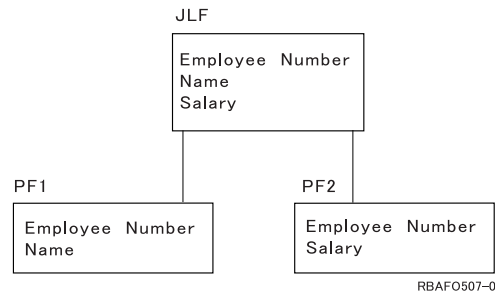 JLF
Employee Number
Name
Salary
PF1
Employee Number
Name
PF2
Employee Number
Salary
RBAFO507-0